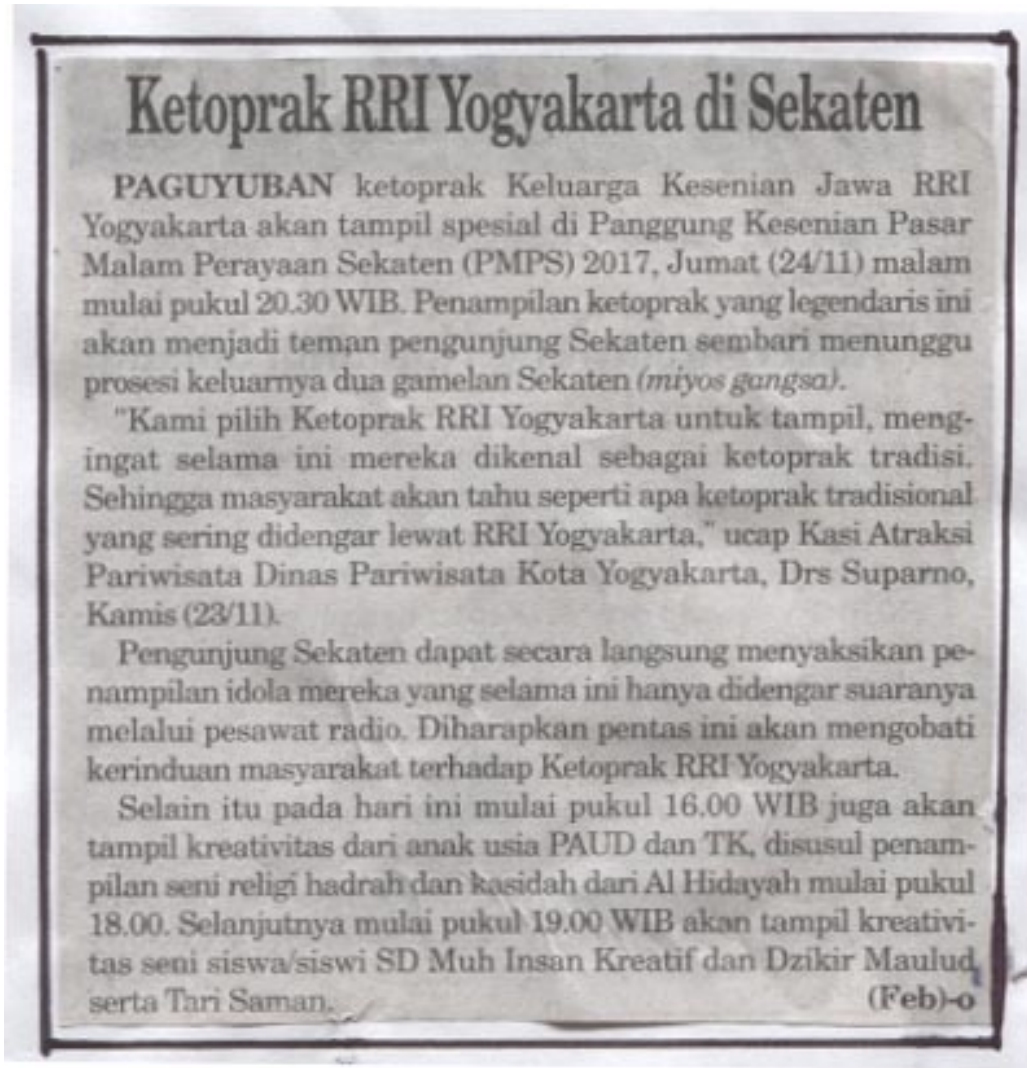 Ketoprak RRI Yogyakarta di Sekaten
PAGUYUBAN ketoprak Keluarga Kesenian Jawa RRI
Yogyakarta akan tampil spesial di Panggung Kesenian Pasar
Malam Perayaan Sekaten (PMPS) 2017, Jumat (24/11) malam
mulai pukul 20.30 WIB. Penampilan ketoprak yang legendaris ini
akan menjadi teman pengunjung Sekaten sembari menunggu
prosesi keluarnya dua gamelan Sekaten (miyos gangsa).
"Kami pilih Ketoprak RRI Yogyakarta untuk tampil, meng-
ingat selama ini mereka dikenal sebagai ketoprak tradisi.
Sehingga masyarakat akan tahu seperti apa ketoprak tradisional
yang sering didengar lewat RRI Yogyakarta," ucap Kasi Atraksi
Pariwisata Dinas Pariwisata Kota Yogyakarta, Drs Suparno,
Kamis (23/11).
Pengunjung Sekaten dapat secara langsung menyaksikan pe-
nampilan idola mereka yang selama ini hanya didengar suaranya
melalui pesawat radio. Diharapkan pentas ini akan mengobati
kerinduan masyarakat terhadap Ketoprak RRI Yogyakarta.
Selain itu pada hari ini mulai pukul 16.00 WIB juga akan
tampil kreativitas dari anak usia PAUD dan TK, disusul penam-
pilan seni religi hadrah dan kasidah dari Al Hidayah mulai pukul
18.00. Selanjutnya mulai pukul 19.00 WIB akan tampil kreativi-
tas seni siswa/siswi SD Muh Insan Kreatif dan Dzikir Maulud
serta Tari Saman. (Feb)-o